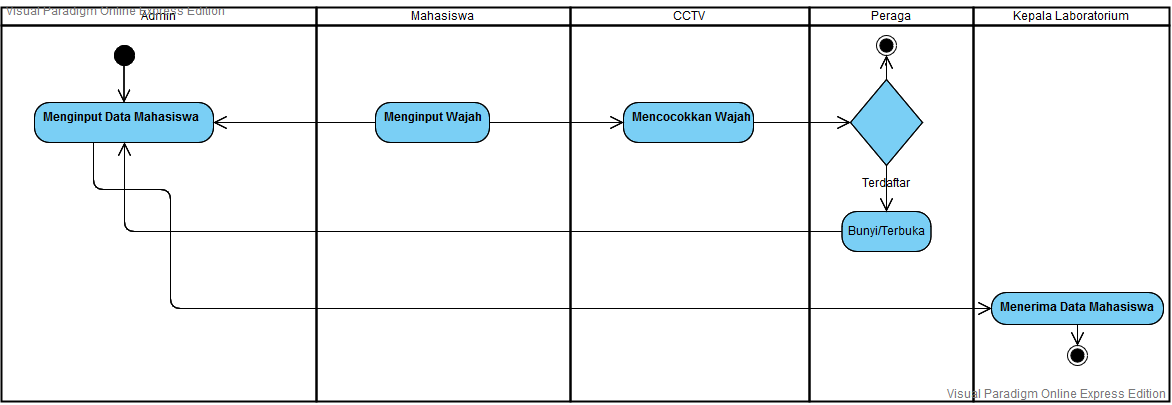 Visual Paradigm Online Express Edition
Admin
Mahasiswa
CCTV
Peraga
Kepala Laboratorium
Menginput Data Mahasiswa
Menginput Wajah
Mencocokkan Wajah
Terdaftar
Bunyi/Terbuka
Menerima Data Mahasiswa
Visual Paradigm Online Express Edition